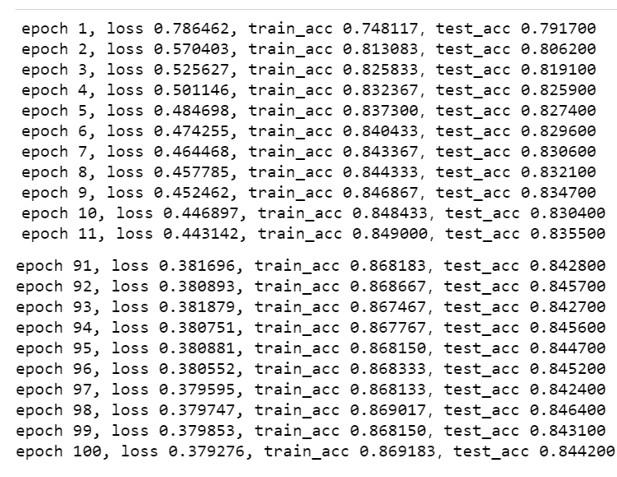 epoch 1, loss 0.786462, train_acc 0.748117, test_acc 0.791700
epoch 2, loss 0.570403, train_acc 0.813083, test_acc 0.806200
epoch 3, loss 0.525627, train_acc 0.825833, test_acc 0.819100
epoch 4, loss 0.501146, train_acc 0.832367, test_acc 0.825900
epoch 5, loss 0.484698, train_acc 0.837300, test_acc 0.827400
epoch 6, loss 0.474255, train_acc 0.840433, test_acc 0.829600
epoch 7, loss 0.464468, train_acc 0.843367, test_acc 0.830600
epoch 8, loss 0.457785, train_acc 0.844333, test_acc 0.832100
epoch 9, loss 0.452462, train_acc 0.846867, test_acc 0.834700
epoch 10, loss 0.446897, train_acc 0.848433, test_acc 0.830400
epoch 11, loss 0.443142, train_acc 0.849000, test_acc 0.835500
epoch 91, loss 0.381696, train_acc 0.868183, test_acc 0.842800
epoch 92, loss 0.380893, train_acc 0.868667, test_acc 0.845700
epoch 93, loss 0.381879, train_acc 0.867467, test_acc 0.842700
epoch 94, loss 0.380751, train_acc 0.867767, test_acc 0.845600
epoch 95, loss 0.380881, train_acc 0.868150, test_acc 0.844700
epoch 96, loss 0.380552, train_acc 0.868333, test_acc 0.845200
epoch 97, loss 0.379595, train_acc 0.868133, test_acc 0.842400
epoch 98, loss 0.379747, train_acc 0.869017, test_acc 0.846400
epoch 99, loss 0.379853, train_acc 0.868150, test_acc 0.843100
epoch 100, loss 0.379276, train_acc 0.869183, test_acc 0.844200